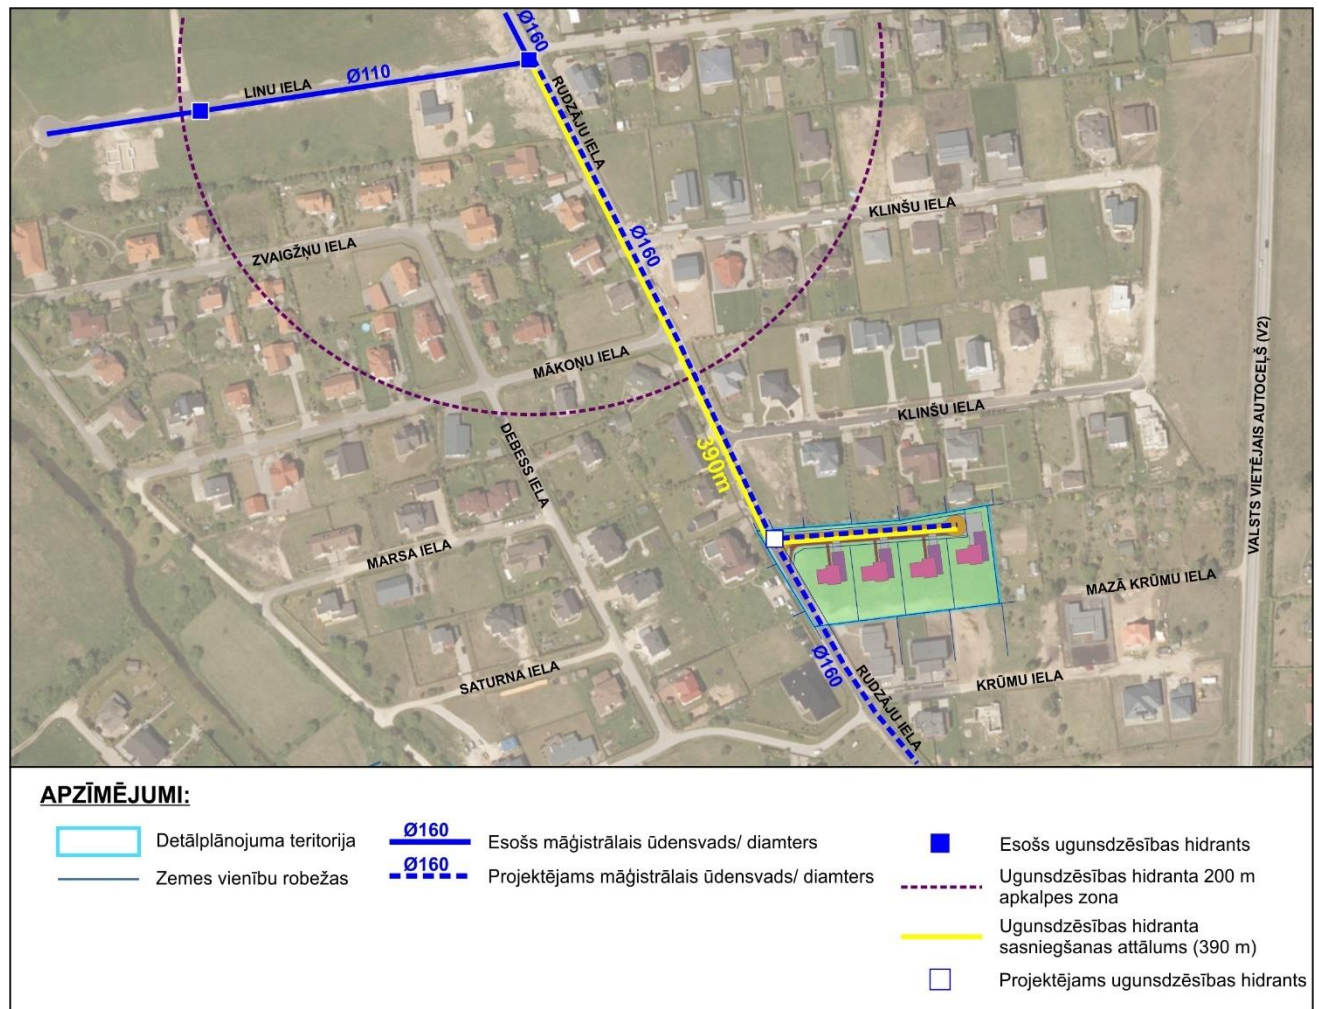 Ø160
Ø110
LINU IELA
RUDZĀJU IELA
KLINŠU IELA
Ø160
ZVAIGŽŅU IELA
MĀKOŅU IELA
KLINŠU IELA
390m
DEBESS IELA
VALSTS VIETĒJAIS AUTOCEĻŠ (V2)
MARSA IELA
MAZĀ KRŪMU IELA
Ø160
SATURNA IELA
RUDZĀJU IELA
KRŪMU IELA
APZĪMĒJUMI:
Detālplānojuma teritorija
Zemes vienību robežas
Ø160
Esošs māģistrālais ūdensvads/ diamters
Ø160
Projektējams māģistrālais ūdensvads/ diamters
Esošs ugunsdzēsības hidrants
Ugunsdzēsības hidranta 200 m
apkalpes zona
Ugunsdzēsības hidranta
sasniegšanas attālums (390 m)
Projektējams ugunsdzēsības hidrants